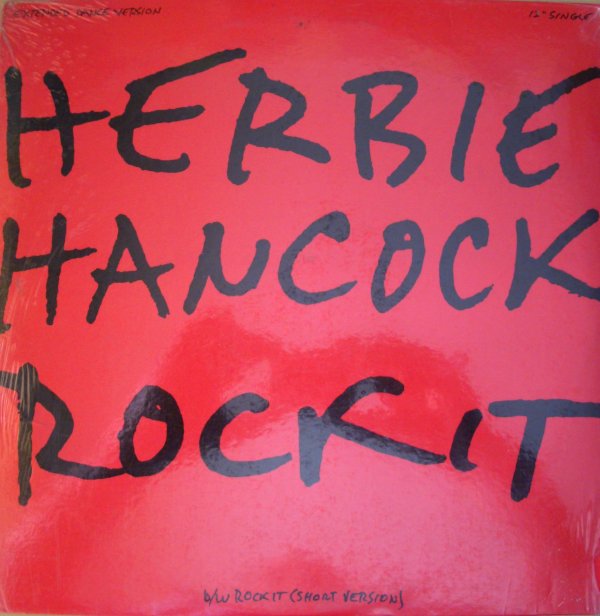 EXTENDED DANCE VERSION
12" SINGLE
HERBIE
HANCOCK
ROCKIT
b/w ROCKIT (SHORT VERSION)